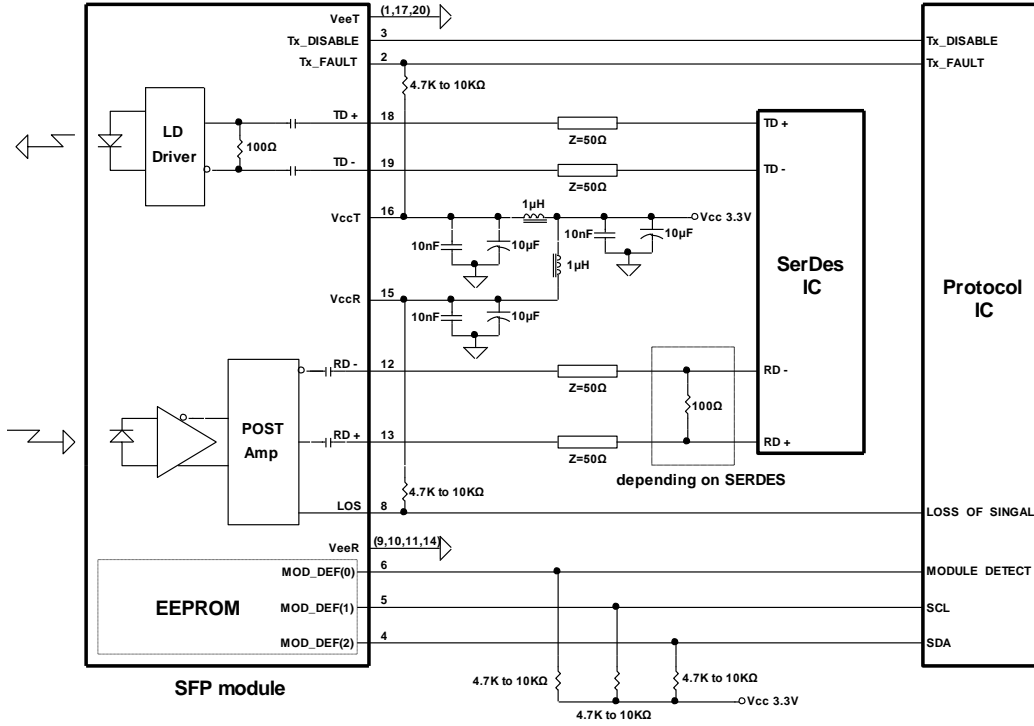 VeeT (1,17,20)
Tx_DISABLE 3 Tx_DISABLE
Tx_FAULT 2 Tx_FAULT
4.7K to 10KΩ
LD
Driver
100Ω
TD + 18 Z=50Ω TD +
TD - 19 Z=50Ω TD -
1µH
VccT 16 Vcc 3.3V
10nF 10µF 10nF 10µF
1µH
SerDes
IC
Protocol
IC
VccR 15
10nF 10µF
RD - 12 Z=50Ω RD -
100Ω
POST
Amp
RD + 13 Z=50Ω RD +
depending on SERDES
4.7K to 10KΩ
LOS 8 LOSS OF SINGAL
VeeR (9,10,11,14)
MOD_DEF(0) 6 MODULE DETECT
EEPROM
MOD_DEF(1) 5 SCL
MOD_DEF(2) 4 SDA
4.7K to 10KΩ 4.7K to 10KΩ
SFP module
Vcc 3.3V
4.7K to 10KΩ